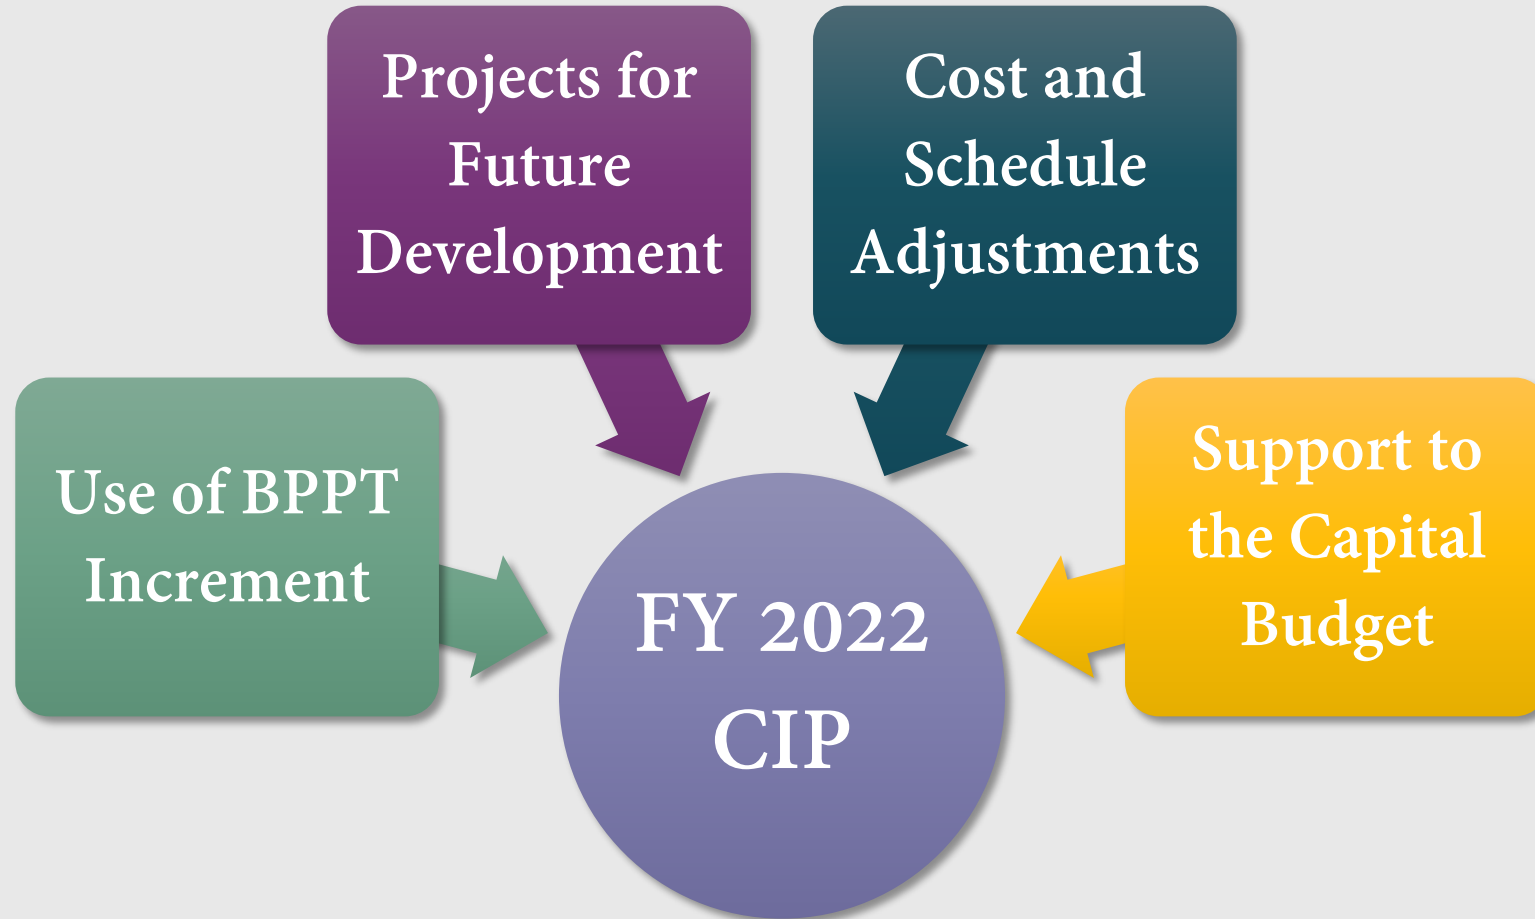 Projects for
Future
Development
Cost and
Schedule
Adjustments
Use of BPPT
Increment
Support to
the Capital
Budget
FY 2022
CIP